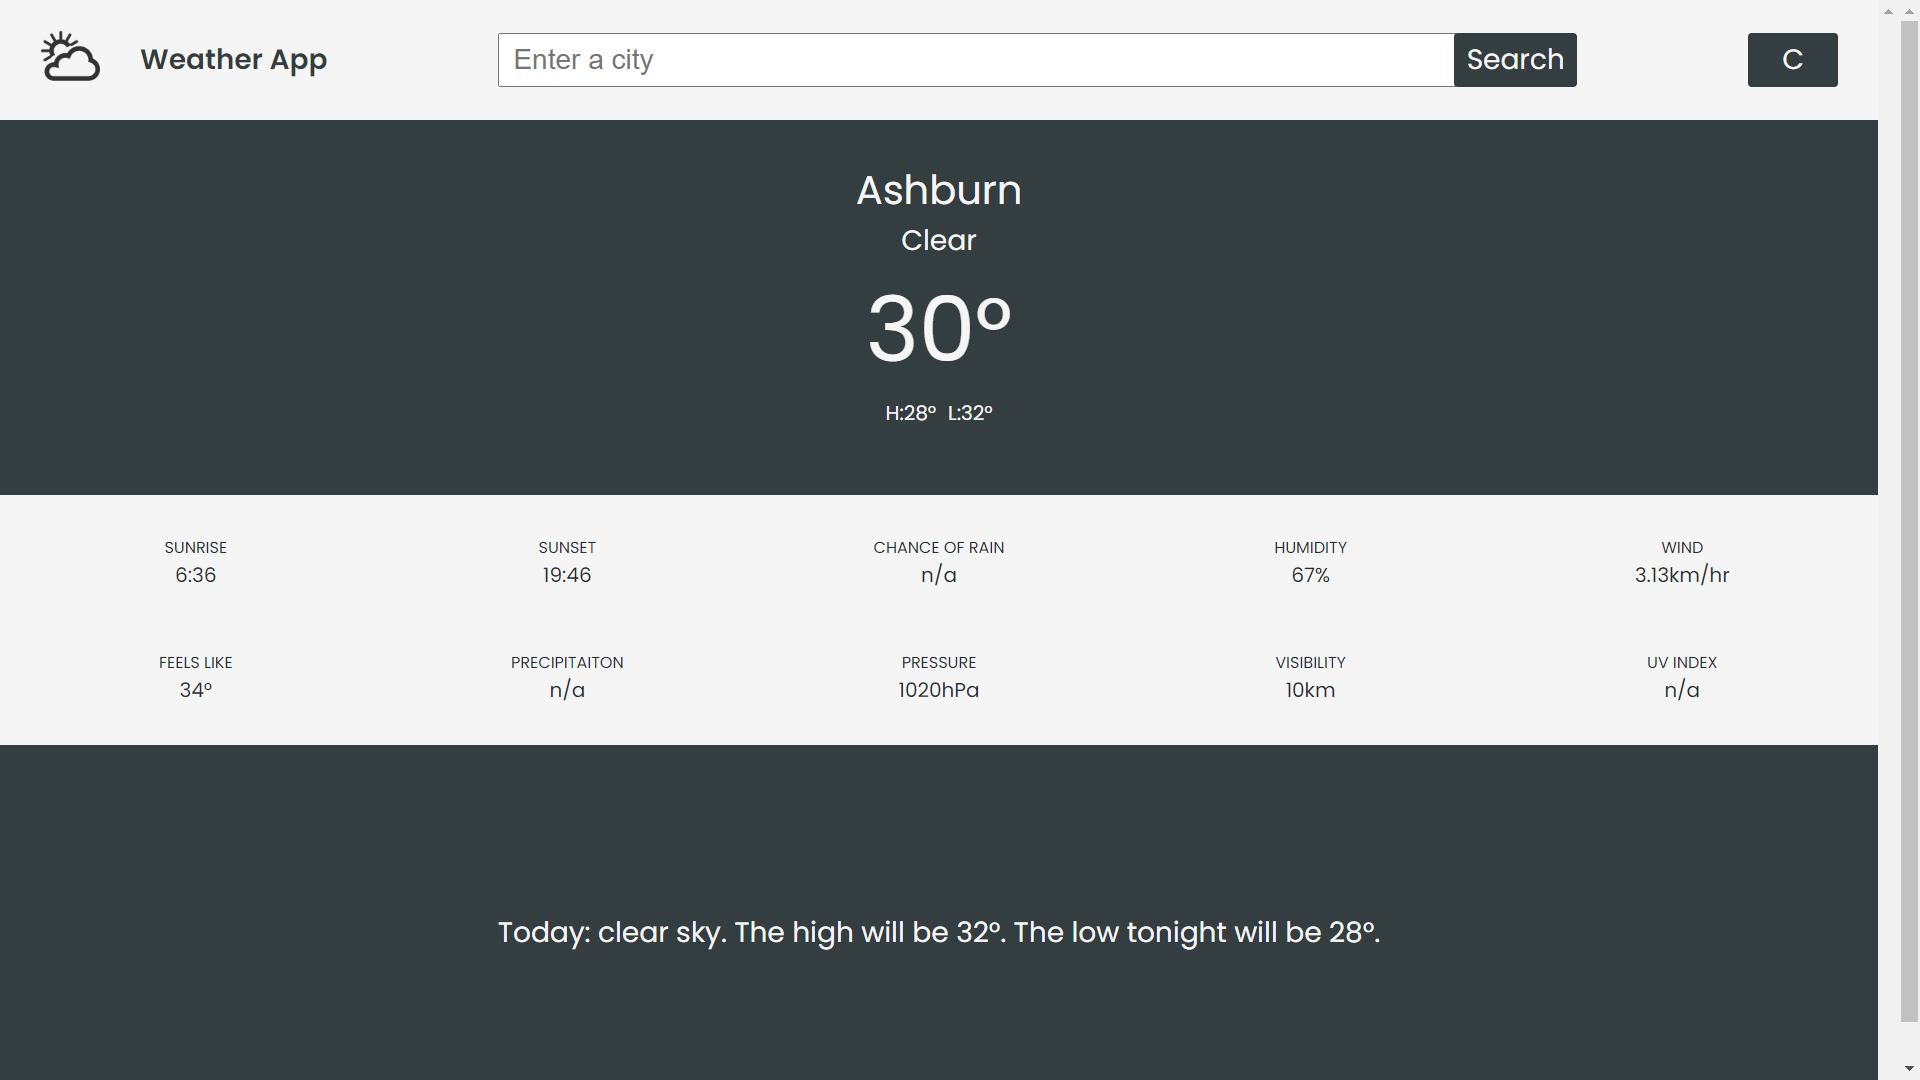 Weather App
Enter a city
Search
C
Ashburn
Clear
30°
H:28° L:32°
SUNRISE
6:36
SUNSET
19:46
CHANCE OF RAIN
n/a
HUMIDITY
67%
WIND
3.13km/hr
FEELS LIKE
34°
PRECIPITAITON
n/a
PRESSURE
1020hPa
VISIBILITY
10km
UV INDEX
n/a
Today: clear sky. The high will be 32°. The low tonight will be 28°.